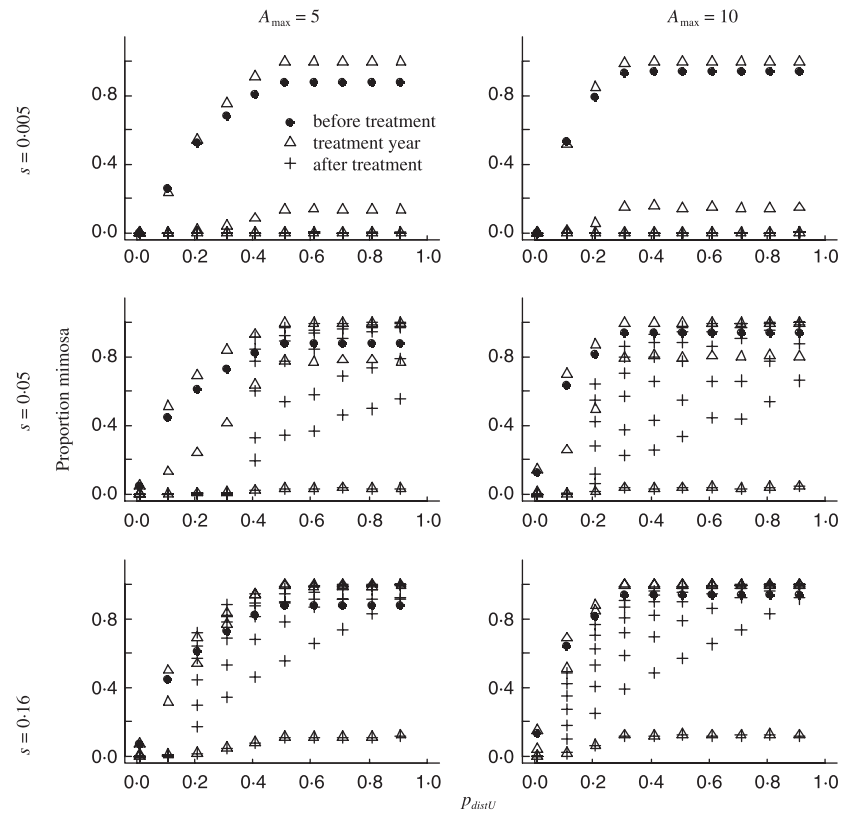 A max = 5
A max = 10
s = 0·005
0·8
0·4
0·0
before treatment
treatment year
after treatment
0·0 0·2 0·4 0·6 0·8 1·0
0·8
0·4
0·0
0·0 0·2 0·4 0·6 0·8 1·0
Proportion mimosa
s = 0·05
0·8
0·4
0·0
0·0 0·2 0·4 0·6 0·8 1·0
0·8
0·4
0·0
0·0 0·2 0·4 0·6 0·8 1·0
s = 0·16
0·8
0·4
0·0
0·0 0·2 0·4 0·6 0·8 1·0
0·8
0·4
0·0
0·0 0·2 0·4 0·6 0·8 1·0
p distU